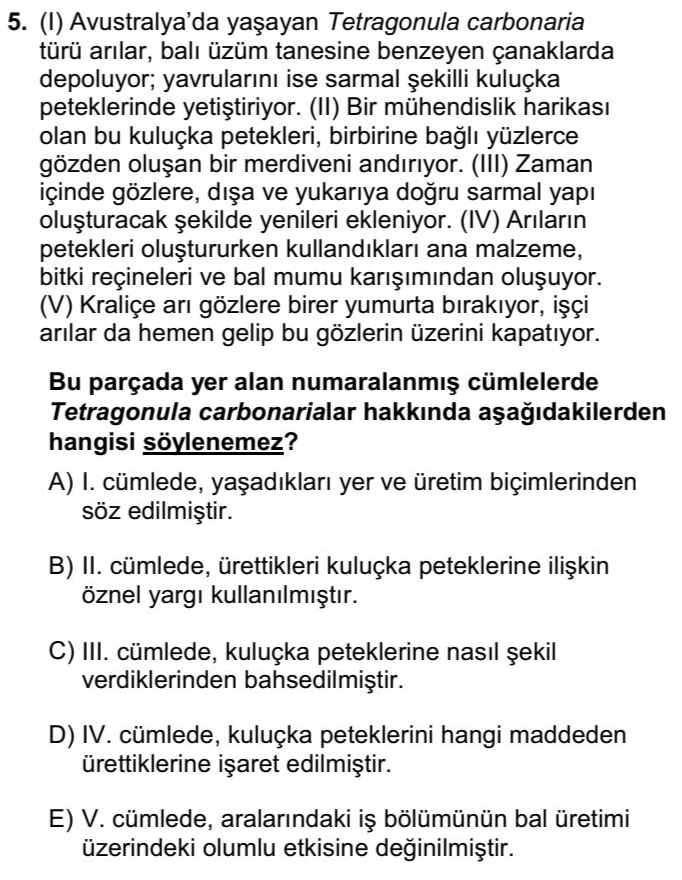 5. (I) Avustralya’da yaşayan Tetragonula carbonaria
türü arılar, balı üzüm tanesine benzeyen çanaklarda
depoluyor; yavrularını ise sarmal şekilli kuluçka
peteklerinde yetiştiriyor. (II) Bir mühendislik harikası
olan bu kuluçka petekleri, birbirine bağlı yüzlerce
gözden oluşan bir merdiveni andırıyor. (III) Zaman
içinde gözlere, dışa ve yukarıya doğru sarmal yapı
oluşturacak şekilde yenileri ekleniyor. (IV) Arıların
petekleri oluştururken kullandıkları ana malzeme,
bitki reçineleri ve bal mumu karışımından oluşuyor.
(V) Kraliçe arı gözlere birer yumurta bırakıyor, işçi
arılar da hemen gelip bu gözlerin üzerini kapatıyor.
Bu parçada yer alan numaralanmış cümlelerde
Tetragonula carbonarialar hakkında aşağıdakilerden
hangisi söylenemez?
A) I. cümlede, yaşadıkları yer ve üretim biçimlerinden
söz edilmiştir.
B) II. cümlede, ürettikleri kuluçka peteklerine ilişkin
öznel yargı kullanılmıştır.
C) III. cümlede, kuluçka peteklerine nasıl şekil
verdiklerinden bahsedilmiştir.
D) IV. cümlede, kuluçka peteklerini hangi maddeden
ürettiklerine işaret edilmiştir.
E) V. cümlede, aralarındaki iş bölümünün bal üretimi
üzerindeki olumlu etkisine değinilmiştir.